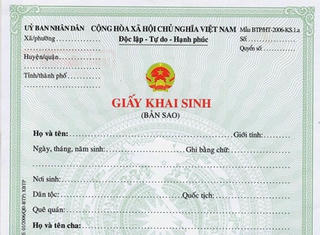 ỦY BAN NHÂN DÂN CỘNG HÒA XÃ HỘI CHỦ NGHĨA VIỆT NAM Mẫu BTP/HT-2006-KS.1.a
Xã/phường: Độc lập - Tự do - Hạnh phúc Số:
Huyện/quận: Quyển số:
Tỉnh/thành phố:
GIẤY KHAI SINH
(BẢN SAO)
Họ và tên: Giới tính:
Ngày, tháng, năm sinh: Ghi bằng chữ:
Nơi sinh:
Dân tộc: Quốc tịch:
Quê quán:
Họ và tên cha: